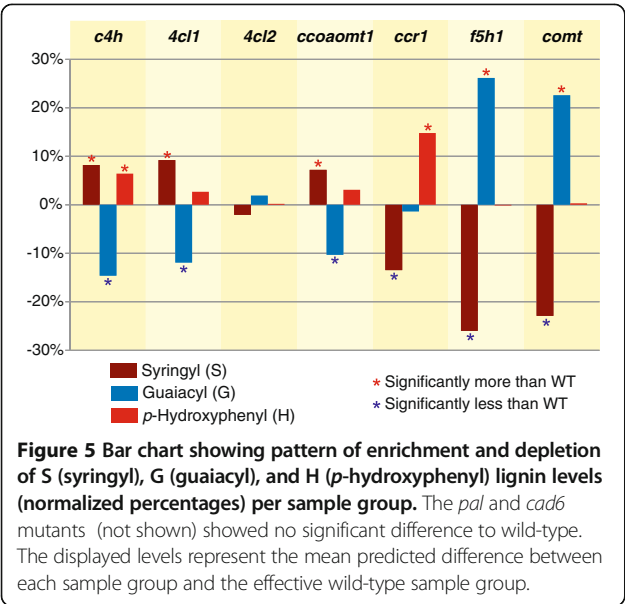 c4h 4cl1 4cl2 ccoaomt1 ccr1 f5h1 comt
30%
20%
10%
0%
-10%
-20%
-30%
Syringyl (S)
Guaiacyl (G)
p-Hydroxyphenyl (H)
* Significantly more than WT
* Significantly less than WT
Figure 5 Bar chart showing pattern of enrichment and depletion
of S (syringyl), G (guaiacyl), and H (p-hydroxyphenyl) lignin levels
(normalized percentages) per sample group. The pal and cad6
mutants (not shown) showed no significant difference to wild-type.
The displayed levels represent the mean predicted difference between
each sample group and the effective wild-type sample group.